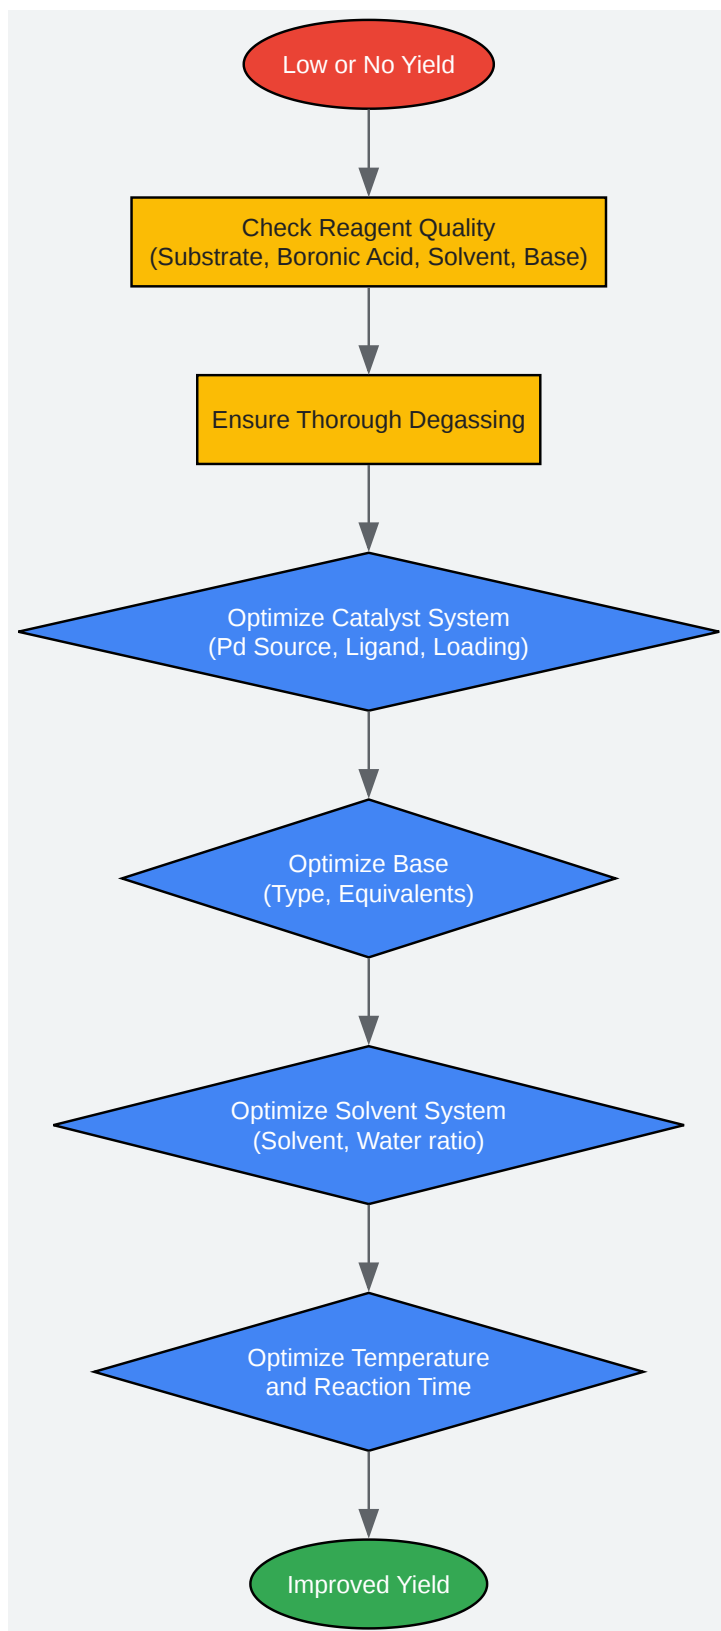 Low or No Yield
Check Reagent Quality
(Substrate, Boronic Acid, Solvent, Base)
Ensure Thorough Degassing
Optimize Catalyst System
(Pd Source, Ligand, Loading)
Optimize Base
(Type, Equivalents)
Optimize Solvent System
(Solvent, Water ratio)
Optimize Temperature
and Reaction Time
Improved Yield